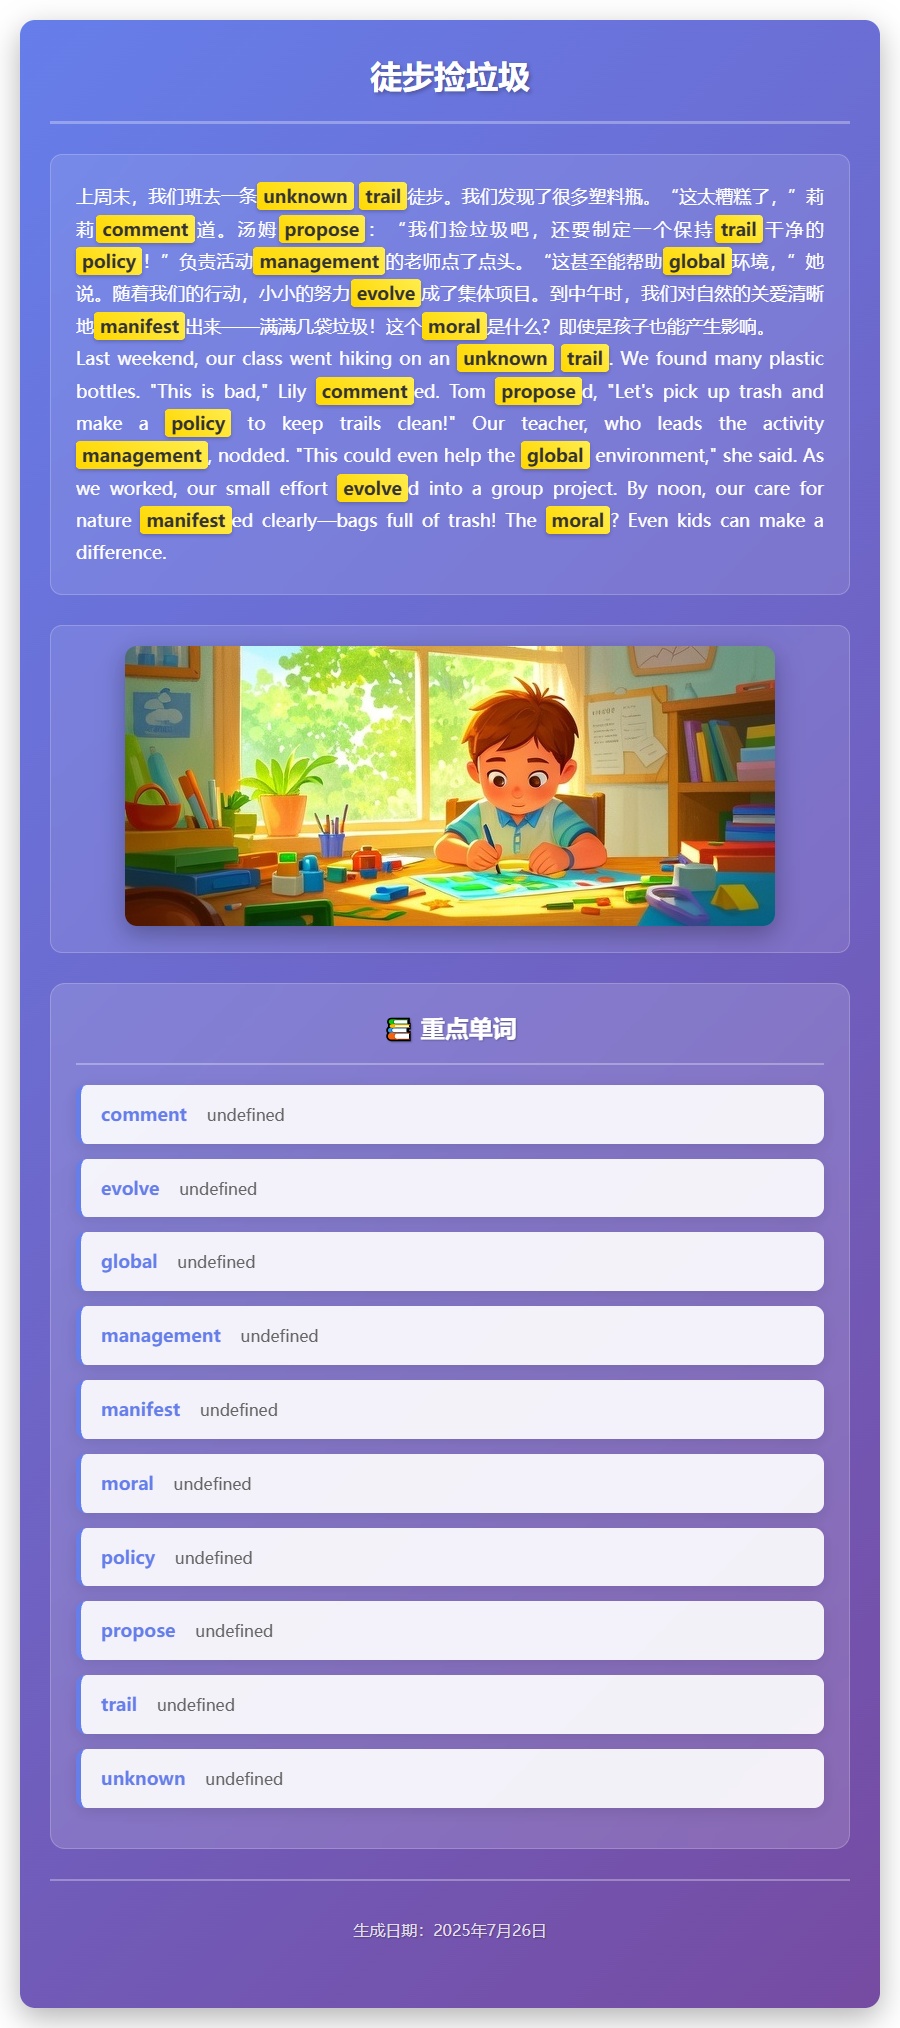 徒步捡垃圾
上周末，我们班去一条unknown trail徒步。我们发现了很多塑料瓶。“这太糟糕了，”莉
莉comment道。汤姆propose：“我们捡垃圾吧，还要制定一个保持trail干净的
policy！”负责活动management的老师点了点头。“这甚至能帮助global环境，”她
说。随着我们的行动，小小的努力evolve成了集体项目。到中午时，我们对自然的关爱清晰
地manifest出来——满满几袋垃圾！这个moral是什么？即使是孩子也能产生影响。
Last weekend, our class went hiking on an unknown trail. We found many plastic
bottles. "This is bad," Lily commented. Tom proposed, "Let's pick up trash and
make a policy to keep trails clean!" Our teacher, who leads the activity
management, nodded. "This could even help the global environment," she said. As
we worked, our small effort evolved into a group project. By noon, our care for
nature manifested clearly—bags full of trash! The moral? Even kids can make a
difference.
📚 重点单词
comment undefined
evolve undefined
global undefined
management undefined
manifest undefined
moral undefined
policy undefined
propose undefined
trail undefined
unknown undefined
生成日期：2025年7月26日